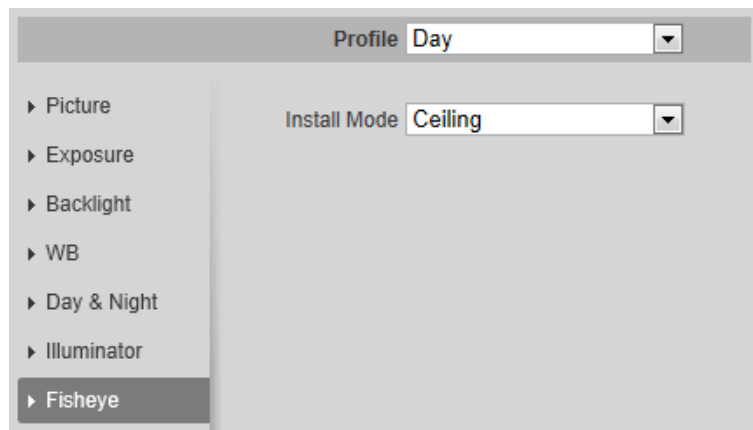 Profile Day
Picture
Install Mode Ceiling
Exposure
Backlight
WB
Day & Night
Illuminator
Fisheye